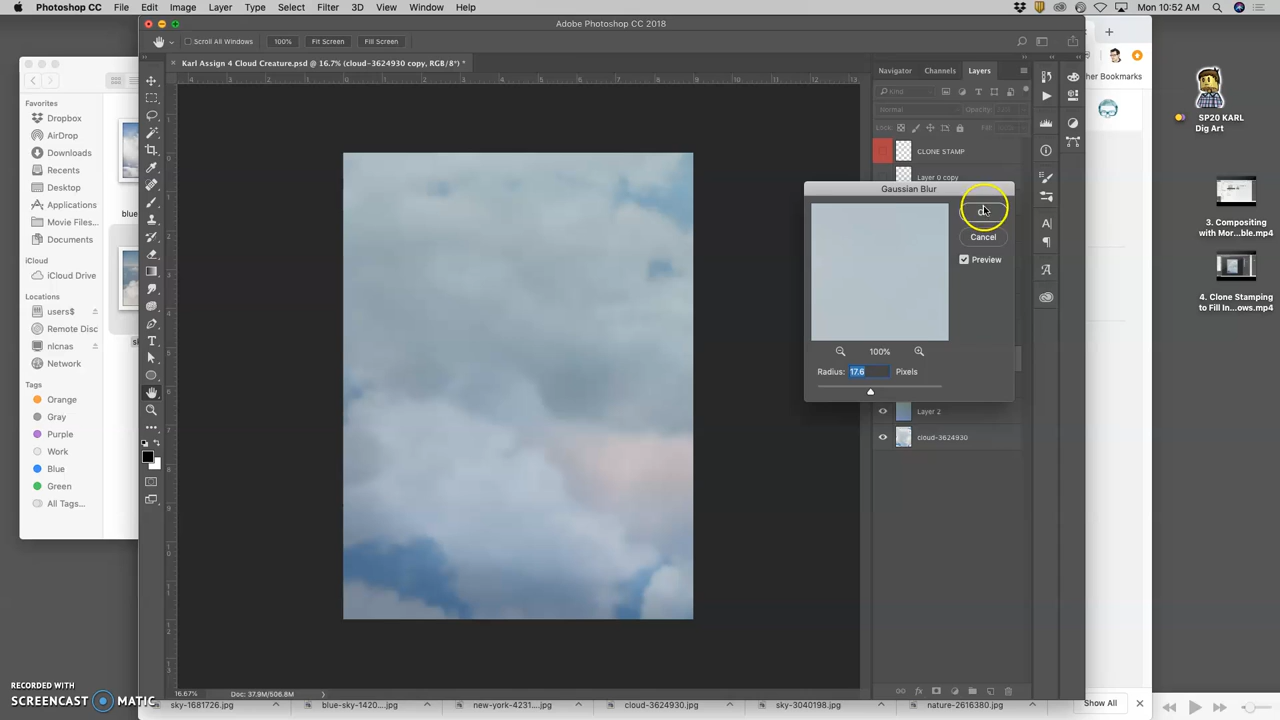 Photoshop CC File Edit Image Layer Type Select Filter 3D View Window Help
Mon 10:52 AM
Adobe Photoshop CC 2018
Scroll All Windows 100% Fit Screen Fill Screen
Karl Assign 4 Cloud Creature.psd @ 16.7% (cloud-3624930 copy, RGB/8*) *
Navigator Channels Layers
her Bookmarks
Kind
Normal Opacity:
Lock: Fill:
CLONE STAMP
Layer 0 copy
Gaussian Blur
Cancel
Preview
100%
Radius: 17.6 Pixels
Layer 2
cloud-3624930
Favorites
Dropbox
AirDrop
Downloads
Recents
Desktop
Applications
Movie Files...
Documents
iCloud
iCloud Drive
Locations
users$
Remote Disc
nlcnas
Network
Tags
Orange
Gray
Purple
Work
Blue
Green
All Tags...
blue
SP20 KARL
Dig Art
3. Compositing
with Mor...ble.mp4
4. Clone Stamping
to Fill In...ows.mp4
16.67% Doc: 37.9M/506.8M
sky-1681726.jpg blue-sky-1420....jpg new-york-4231....jpg cloud-3624930.jpg sky-3040198.jpg nature-2616380.jpg Show All
RECORDED WITH
SCREENCAST MATIC